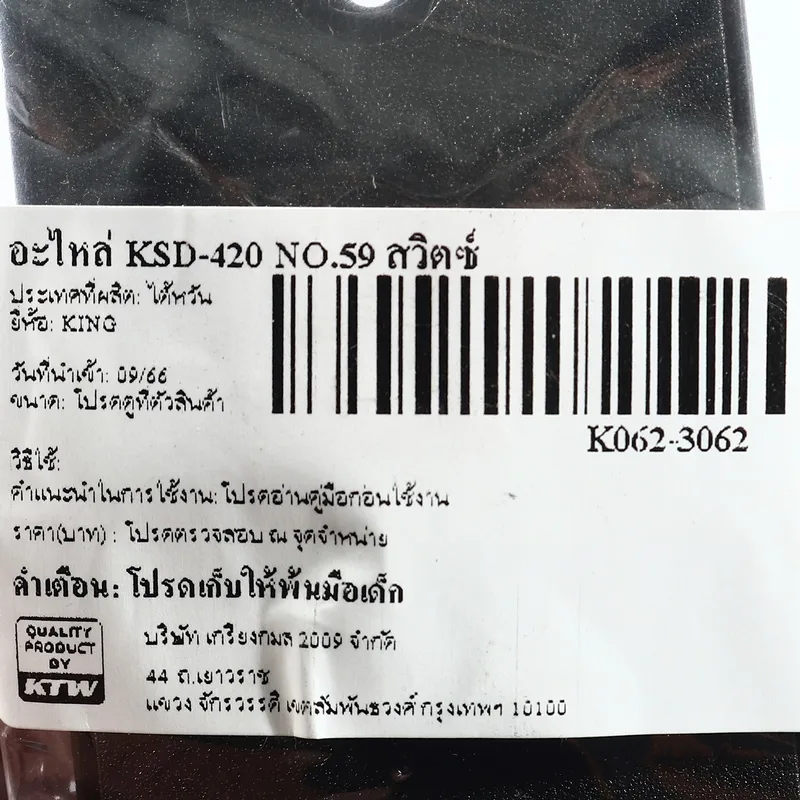 อะไหล่ KSD-420 NO.59 สวิตซ์
ประเทศที่ผลิต: ไต้หวัน
ยี่ห้อ: KING
วันที่นำเข้า: 09/66
ขนาด: โปรดดูที่ตัวสินค้า
K062-3062
วิธีใช้:
คำแนะนำในการใช้งาน: โปรดอ่านคู่มือก่อนใช้งาน
ราคา(บาท) : โปรดตรวจสอบ ณ จุดจำหน่าย
คำเตือน: โปรดเก็บให้พ้นมือเด็ก
QUALITY
PRODUCT
BY
KTW
บริษัท เกรียงกมล 2009 จำกัด
44 ถ.เยาวราช
แขวง จักรวรรดิ เขตสัมพันธวงศ์ กรุงเทพฯ 10100